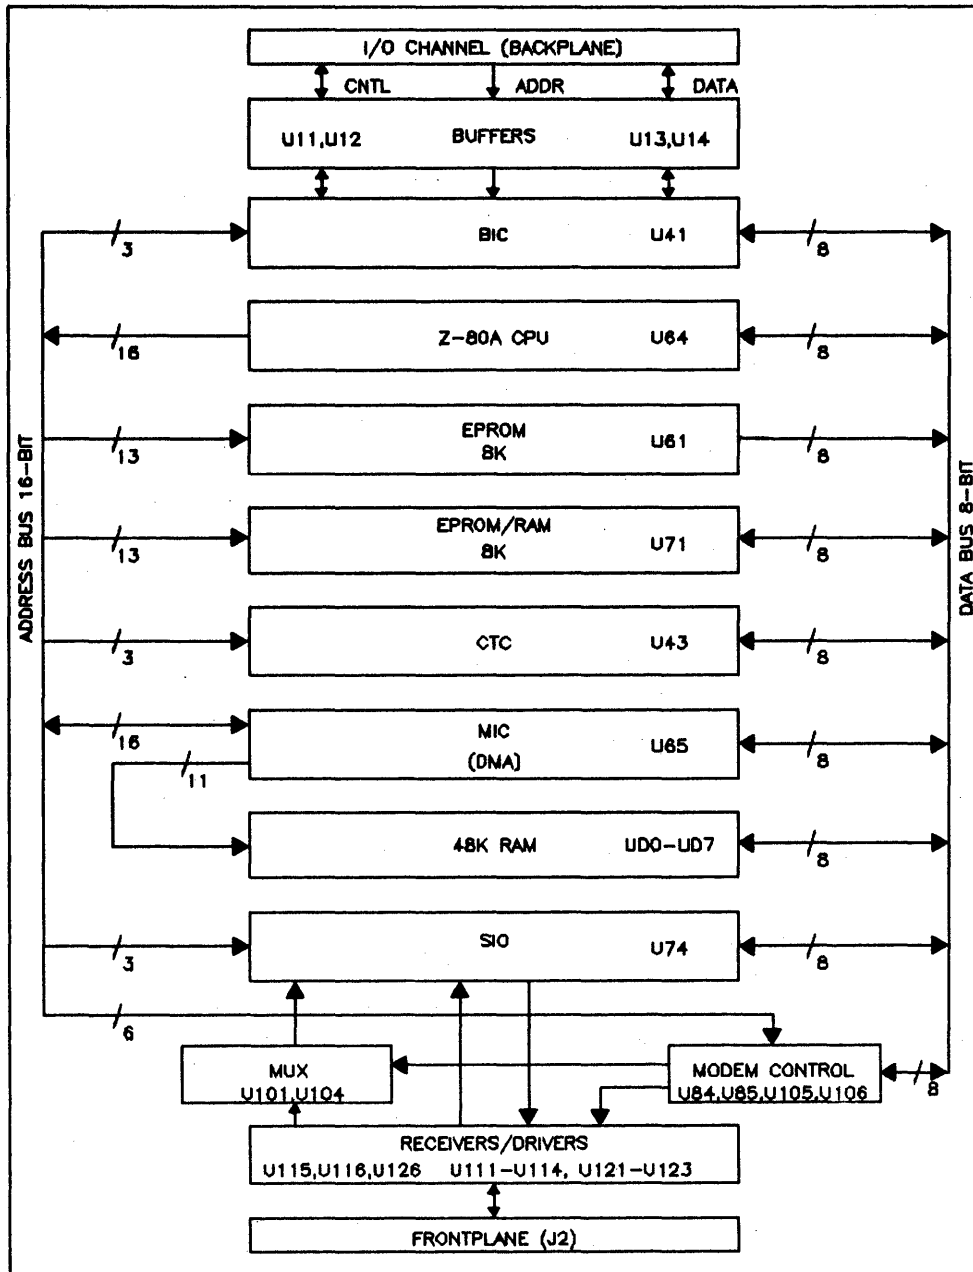 I/O CHANNEL (BACKPLANE)
CNTL ADDR DATA
U11,U12 BUFFERS U13,U14
BIC U41
3 8
Z-80A CPU U64
16 8
EPROM
8K
U61
13 8
EPROM/RAM
8K
U71
13 8
CTC U43
3 8
MIC
(DMA)
U65
16 8
11
48K RAM UD0-UD7
8
SIO
U74
3 8
6
MUX
U101,U104
MODEM CONTROL
U84,U85,U105,U106
8
RECEIVERS/DRIVERS
U115,U116,U126 U111-U114, U121-U123
FRONTPLANE (J2)
ADDRESS BUS 16-BIT
DATA BUS 8-BIT